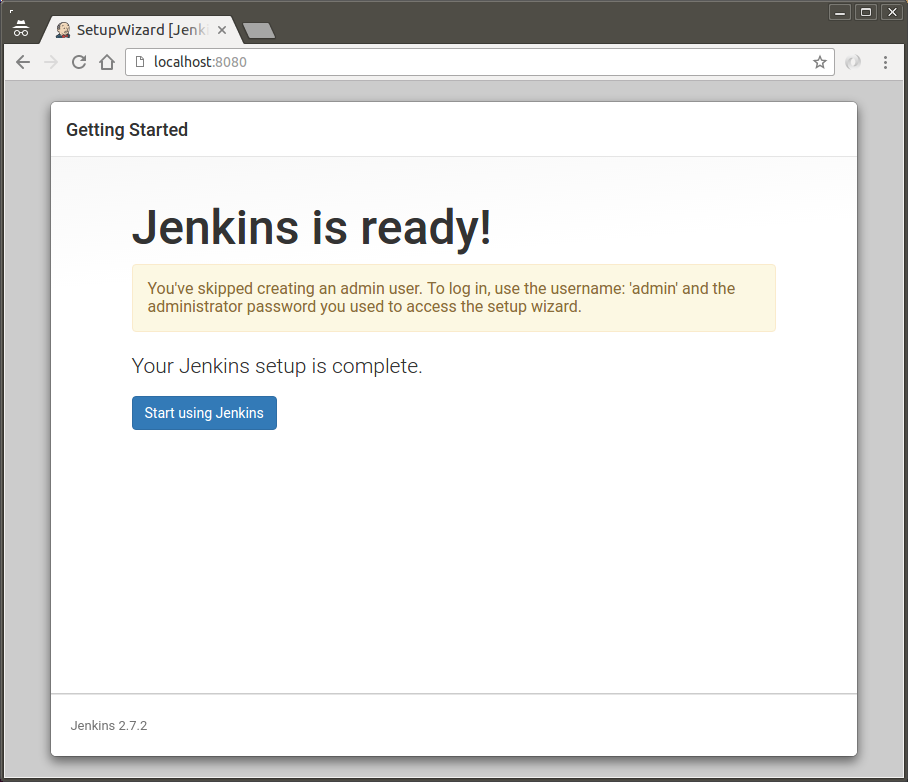 SetupWizard [Jenk
localhost:8080
Getting Started
Jenkins is ready!
You've skipped creating an admin user. To log in, use the username: 'admin' and the
administrator password you used to access the setup wizard.
Your Jenkins setup is complete.
Start using Jenkins
Jenkins 2.7.2